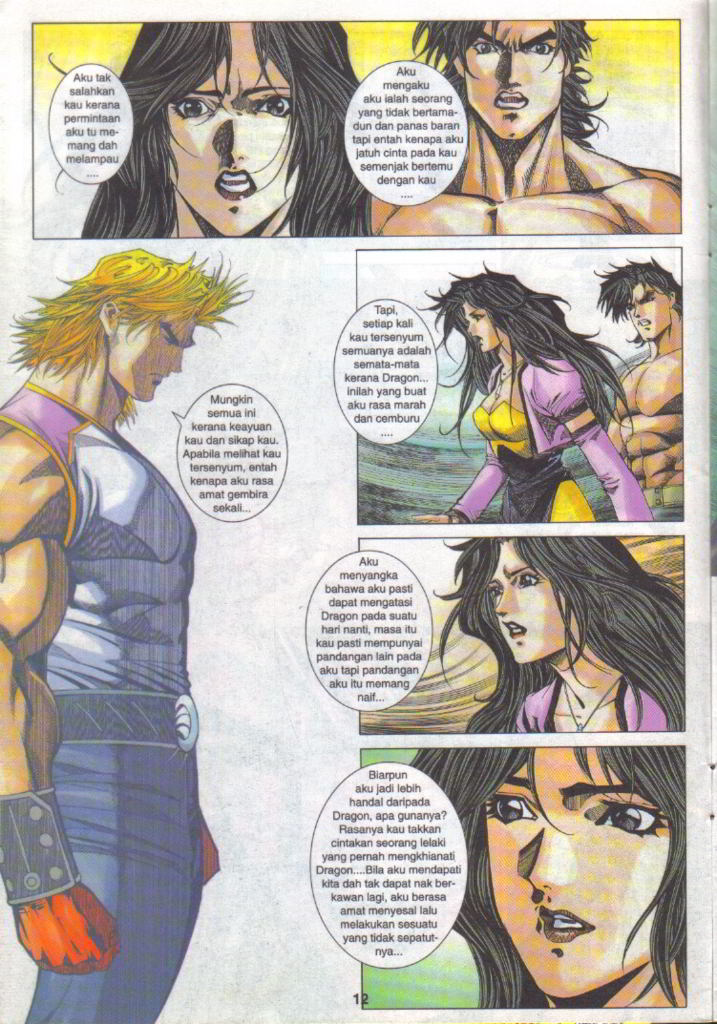 Aku tak
salahkan
kau kerana
permintaan
aku tu me-
mang dah
melampau
....
Aku
mengaku
aku ialah seorang
yang tidak bertama-
dun dan panas baran
tapi entah kenapa aku
jatuh cinta pada kau
semenjak bertemu
dengan kau
....
Mungkin
semua ini
kerana keayuan
kau dan sikap kau.
Apabila melihat kau
tersenyum, entah
kenapa aku rasa
amat gembira
sekali...
Tapi,
setiap kali
kau tersenyum
semuanya adalah
semata-mata
kerana Dragon...
inilah yang buat
aku rasa marah
dan cemburu
....
Aku
menyangka
bahawa aku pasti
dapat mengatasi
Dragon pada suatu
hari nanti, masa itu
kau pasti mempunyai
pandangan lain pada
aku tapi pandangan
aku itu memang
naif...
Biarpun
aku jadi lebih
handal daripada
Dragon, apa gunanya?
Rasanya kau takkan
cintakan seorang lelaki
yang pernah mengkhianati
Dragon....Bila aku mendapati
kita dah tak dapat nak ber-
kawan lagi, aku berasa
amat menyesal lalu
melakukan sesuatu
yang tidak sepatut-
nya...
12